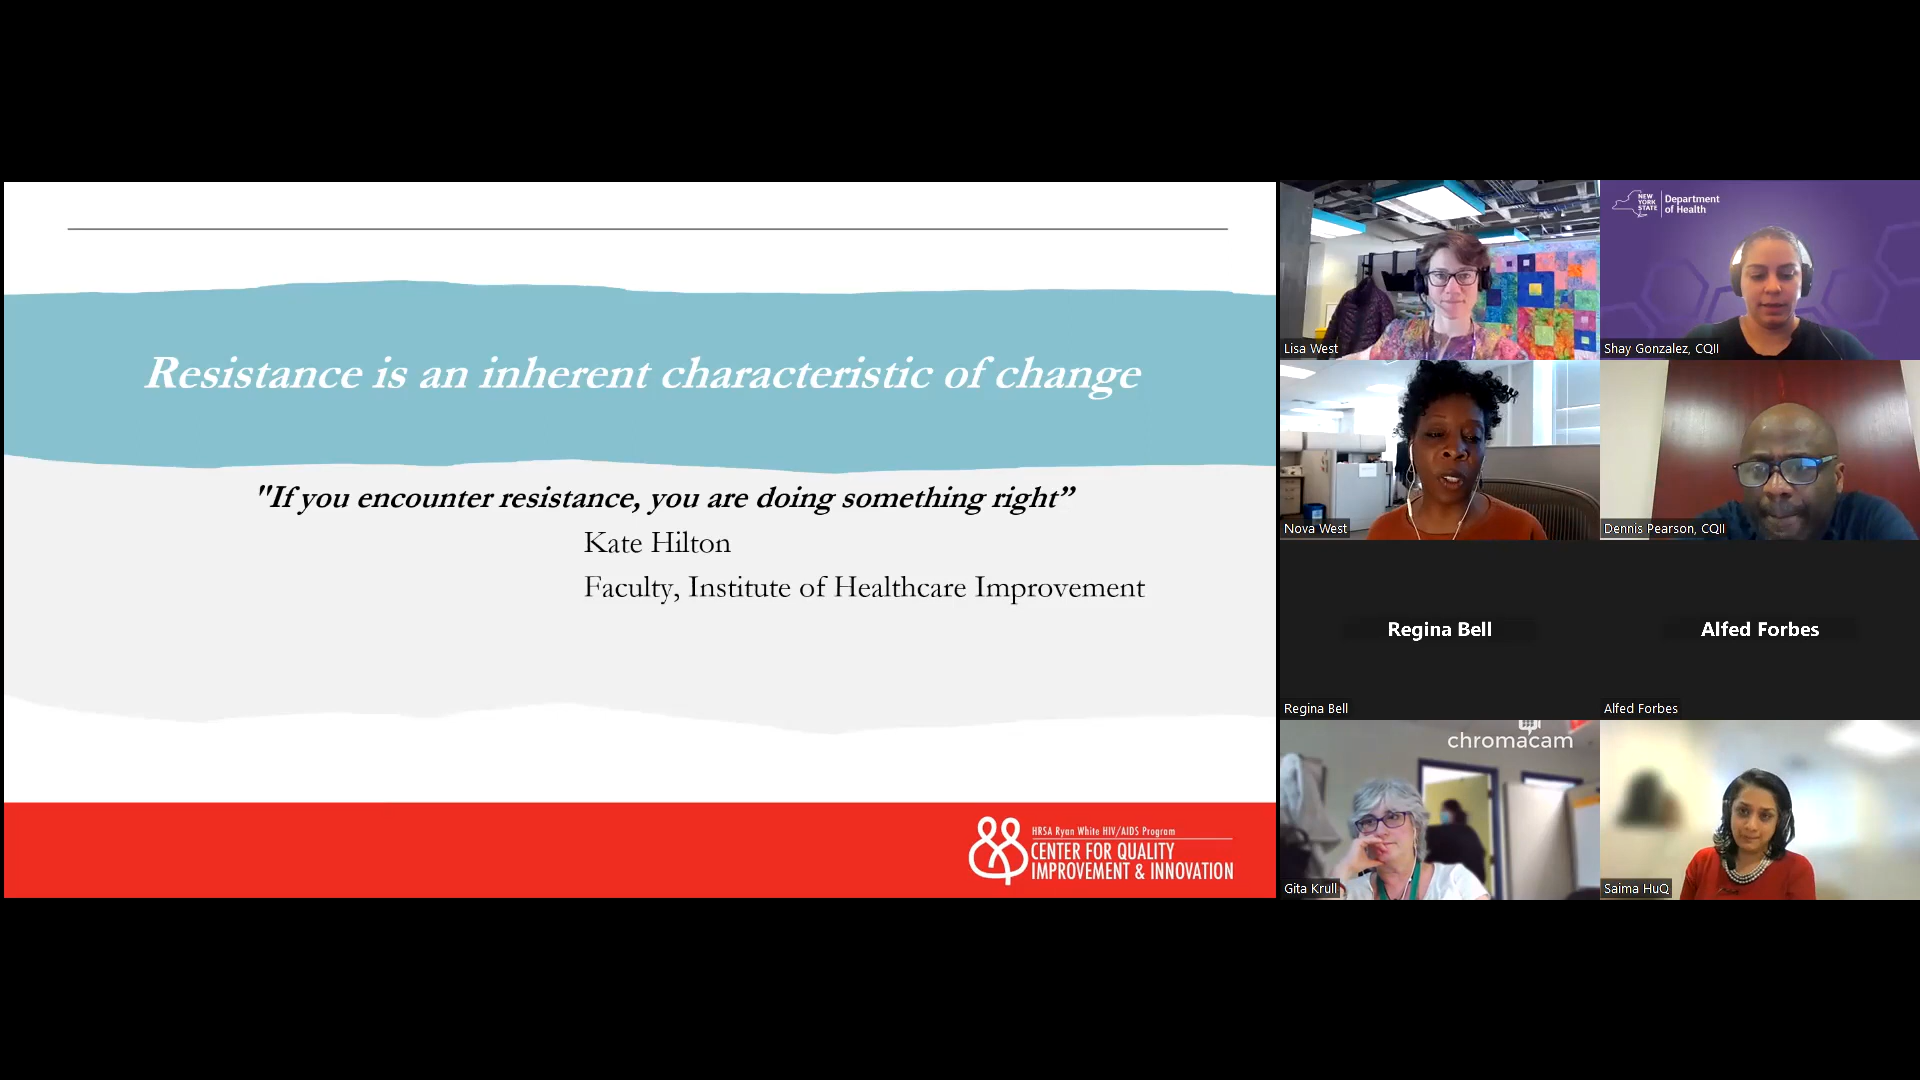 Resistance is an inherent characteristic of change
"If you encounter resistance, you are doing something right”
Kate Hilton
Faculty, Institute of Healthcare Improvement
HRSA Ryan White HIV/AIDS Program
CENTER FOR QUALITY
IMPROVEMENT & INNOVATION
Lisa West
NEW
YORK
STATE
Department
of Health
Shay Gonzalez, CQII
Nova West
Dennis Pearson, CQII
Regina Bell
Regina Bell
Alfed Forbes
Alfed Forbes
chromacam
Gita Krull
Saima HuQ